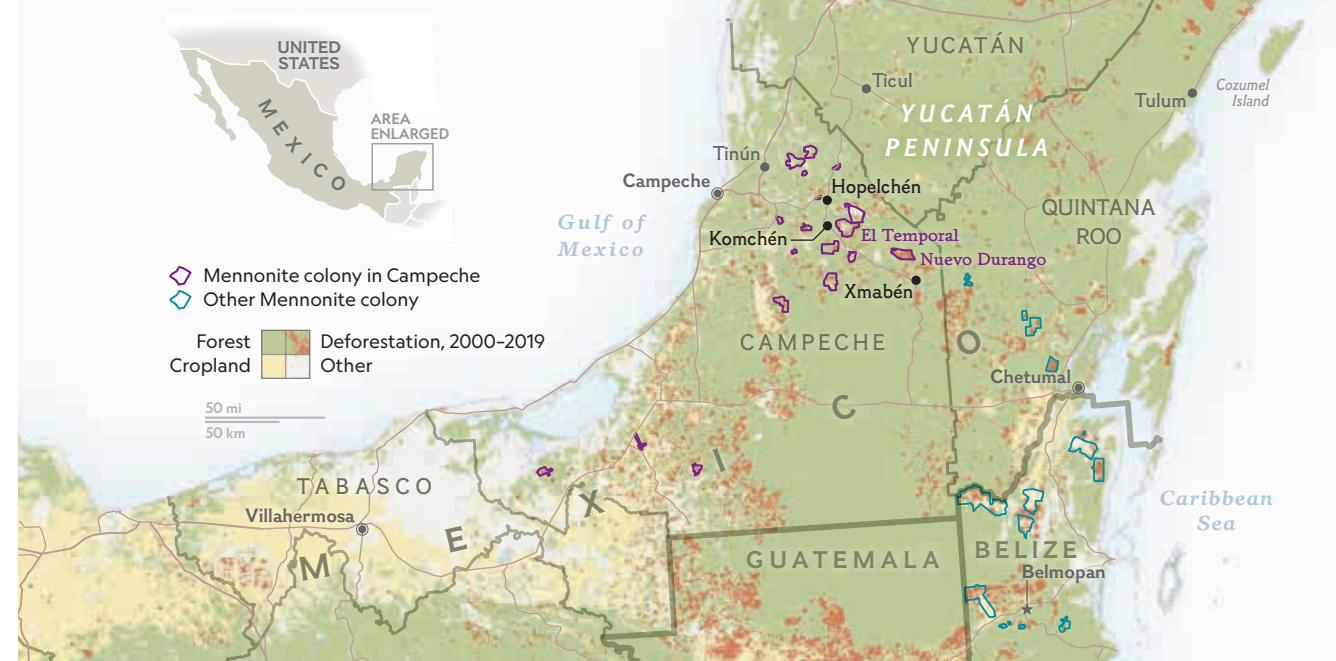 UNITED
STATES
MEXICO
AREA
ENLARGED
YUCATÁN
Ticul
YUCATÁN
PENINSULA
Tulum
Cozumel
Island
Tinún
Campeche
Hopelchén
Gulf of
Mexico
Komchén
El Temporal
QUINTANA
ROO
Nuevo Durango
Xmabén
Mennonite colony in Campeche
Other Mennonite colony
Forest
Deforestation, 2000–2019
Cropland
Other
CAMPECHE
Chetumal
50 mi
50 km
TABASCO
Villahermosa
MEXICO
Caribbean
Sea
GUATEMALA
BELIZE
Belmopan